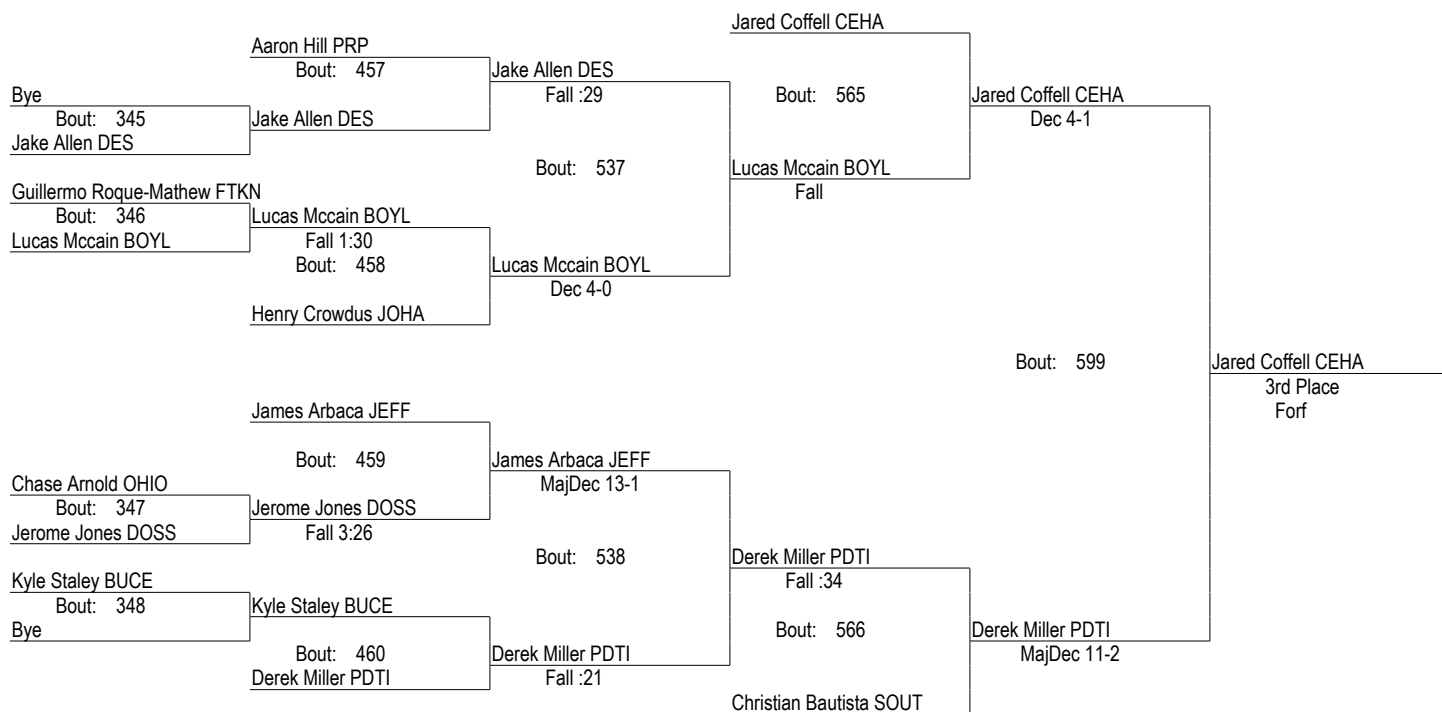 Jared Coffell CEHA
Aaron Hill PRP
Bout: 457
Jake Allen DES
Fall :29
Bye
Bout: 345
Jake Allen DES
Jake Allen DES
Bout: 565
Jared Coffell CEHA
Dec 4-1
Bout: 537
Lucas Mccain BOYL
Fall
Guillermo Roque-Mathew FTKN
Bout: 346
Lucas Mccain BOYL
Lucas Mccain BOYL
Fall 1:30
Bout: 458
Lucas Mccain BOYL
Dec 4-0
Henry Crowdus JOHA
Bout: 599
Jared Coffell CEHA
3rd Place
Forf
James Arbaca JEFF
Bout: 459
James Arbaca JEFF
MajDec 13-1
Chase Arnold OHIO
Bout: 347
Jerome Jones DOSS
Jerome Jones DOSS
Fall 3:26
Bout: 538
Derek Miller PDTI
Fall :34
Kyle Staley BUCE
Bout: 348
Bye
Kyle Staley BUCE
Bout: 460
Derek Miller PDTI
Derek Miller PDTI
Fall :21
Bout: 566
Derek Miller PDTI
MajDec 11-2
Christian Bautista SOUT